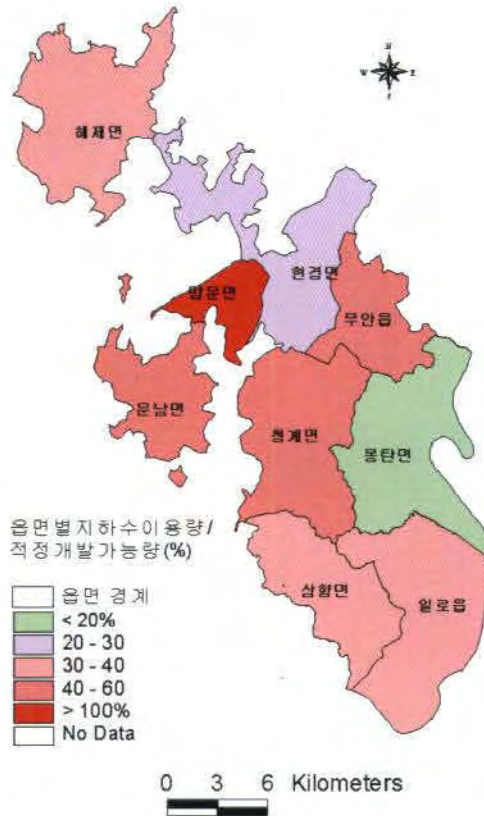 N
W E
S
해제면
현경면
망운면
무안읍
운남면
청계면
몽탄면
삼향면
일로읍
읍면별지하수이용량/
적정개발가능량(%)
읍면 경계
< 20%
20 - 30
30 - 40
40 - 60
> 100%
No Data
0 3 6 Kilometers